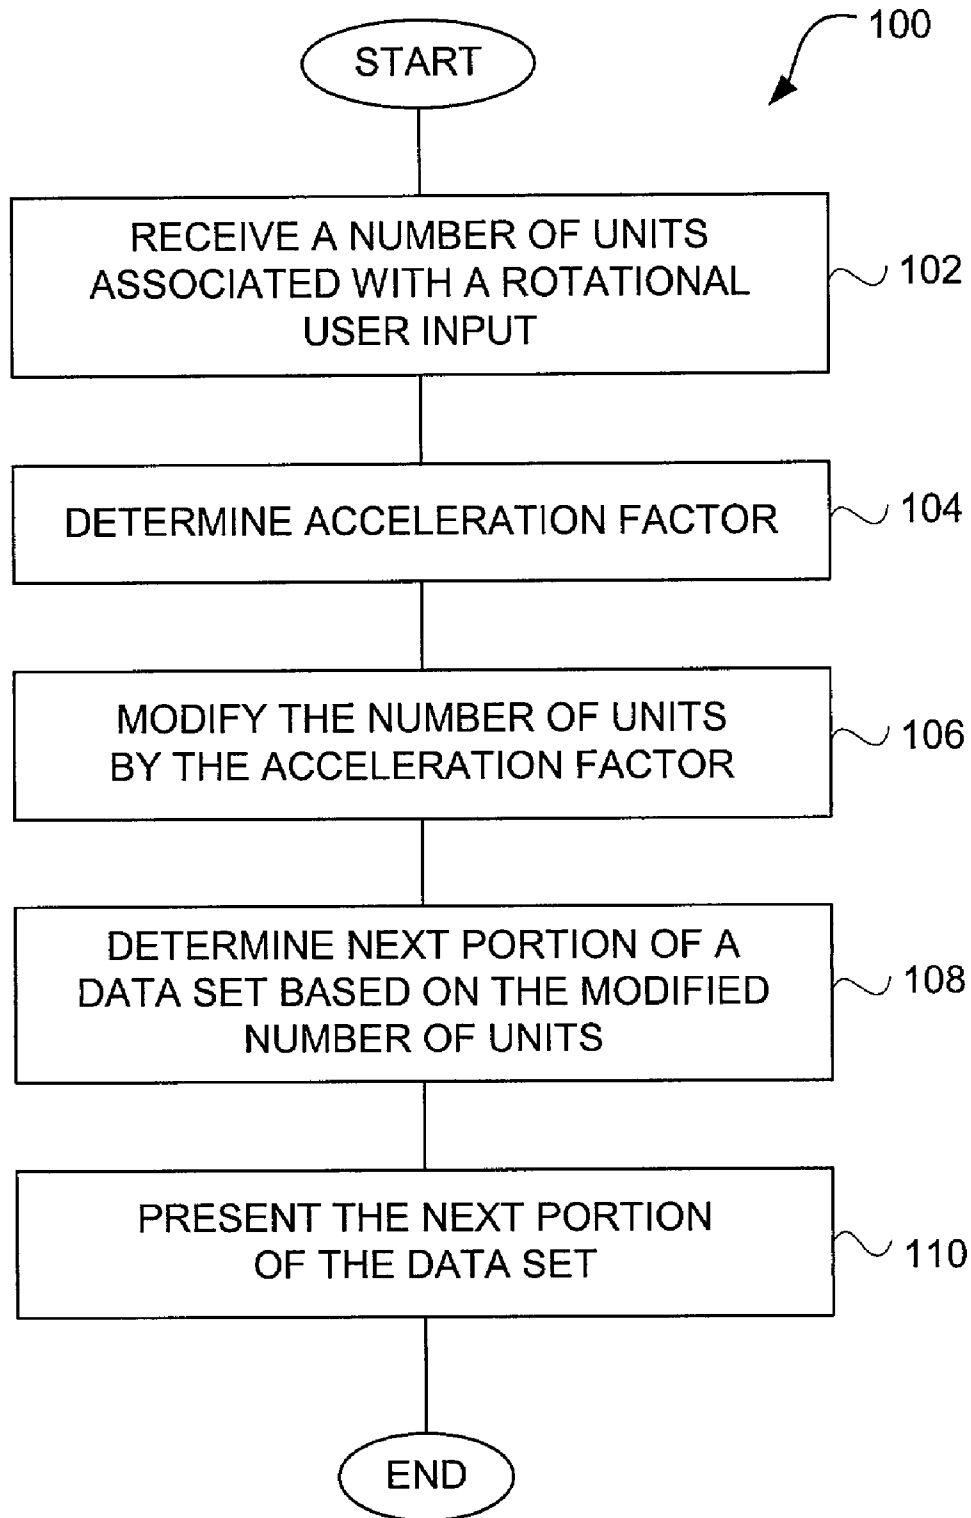 100
START
RECEIVE A NUMBER OF UNITS
ASSOCIATED WITH A ROTATIONAL
USER INPUT
102
DETERMINE ACCELERATION FACTOR
104
MODIFY THE NUMBER OF UNITS
BY THE ACCELERATION FACTOR
106
DETERMINE NEXT PORTION OF A
DATA SET BASED ON THE MODIFIED
NUMBER OF UNITS
108
PRESENT THE NEXT PORTION
OF THE DATA SET
110
END